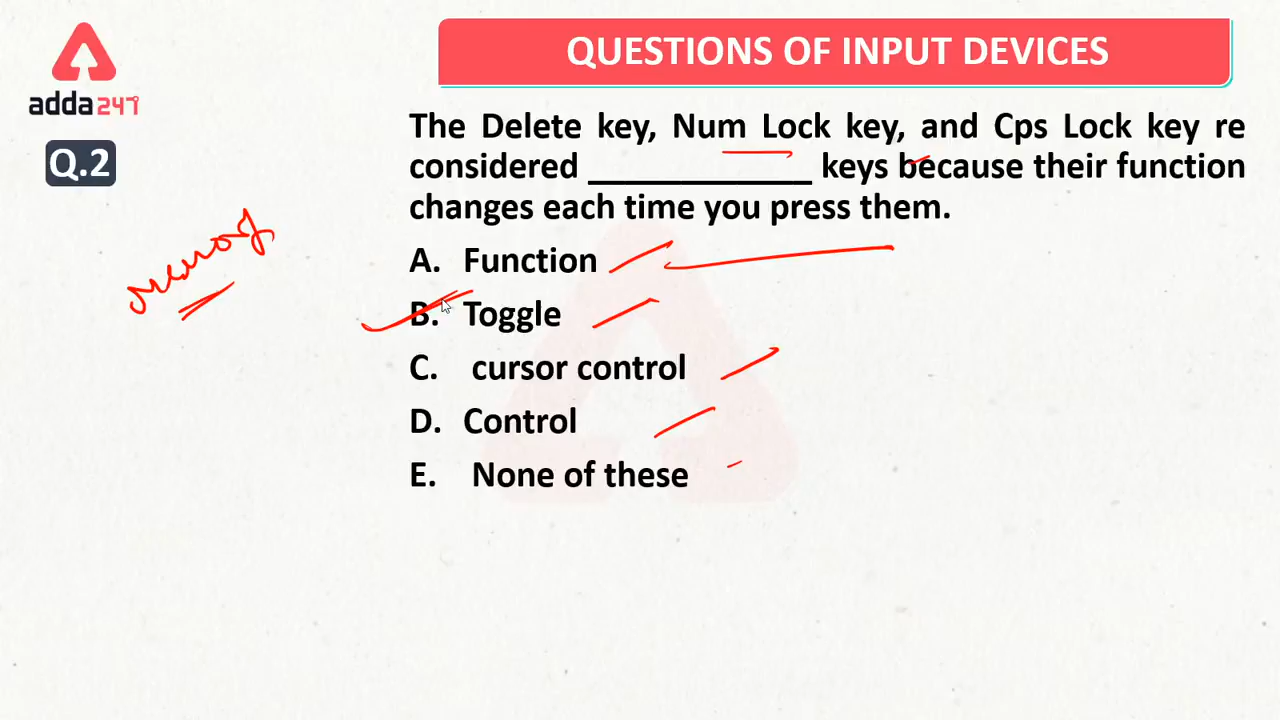 adda247
QUESTIONS OF INPUT DEVICES
Q.2
The Delete key, Num Lock key, and Cps Lock key re
considered _____________ keys because their function
changes each time you press them.
A. Function
B. Toggle
C. cursor control
D. Control
E. None of these